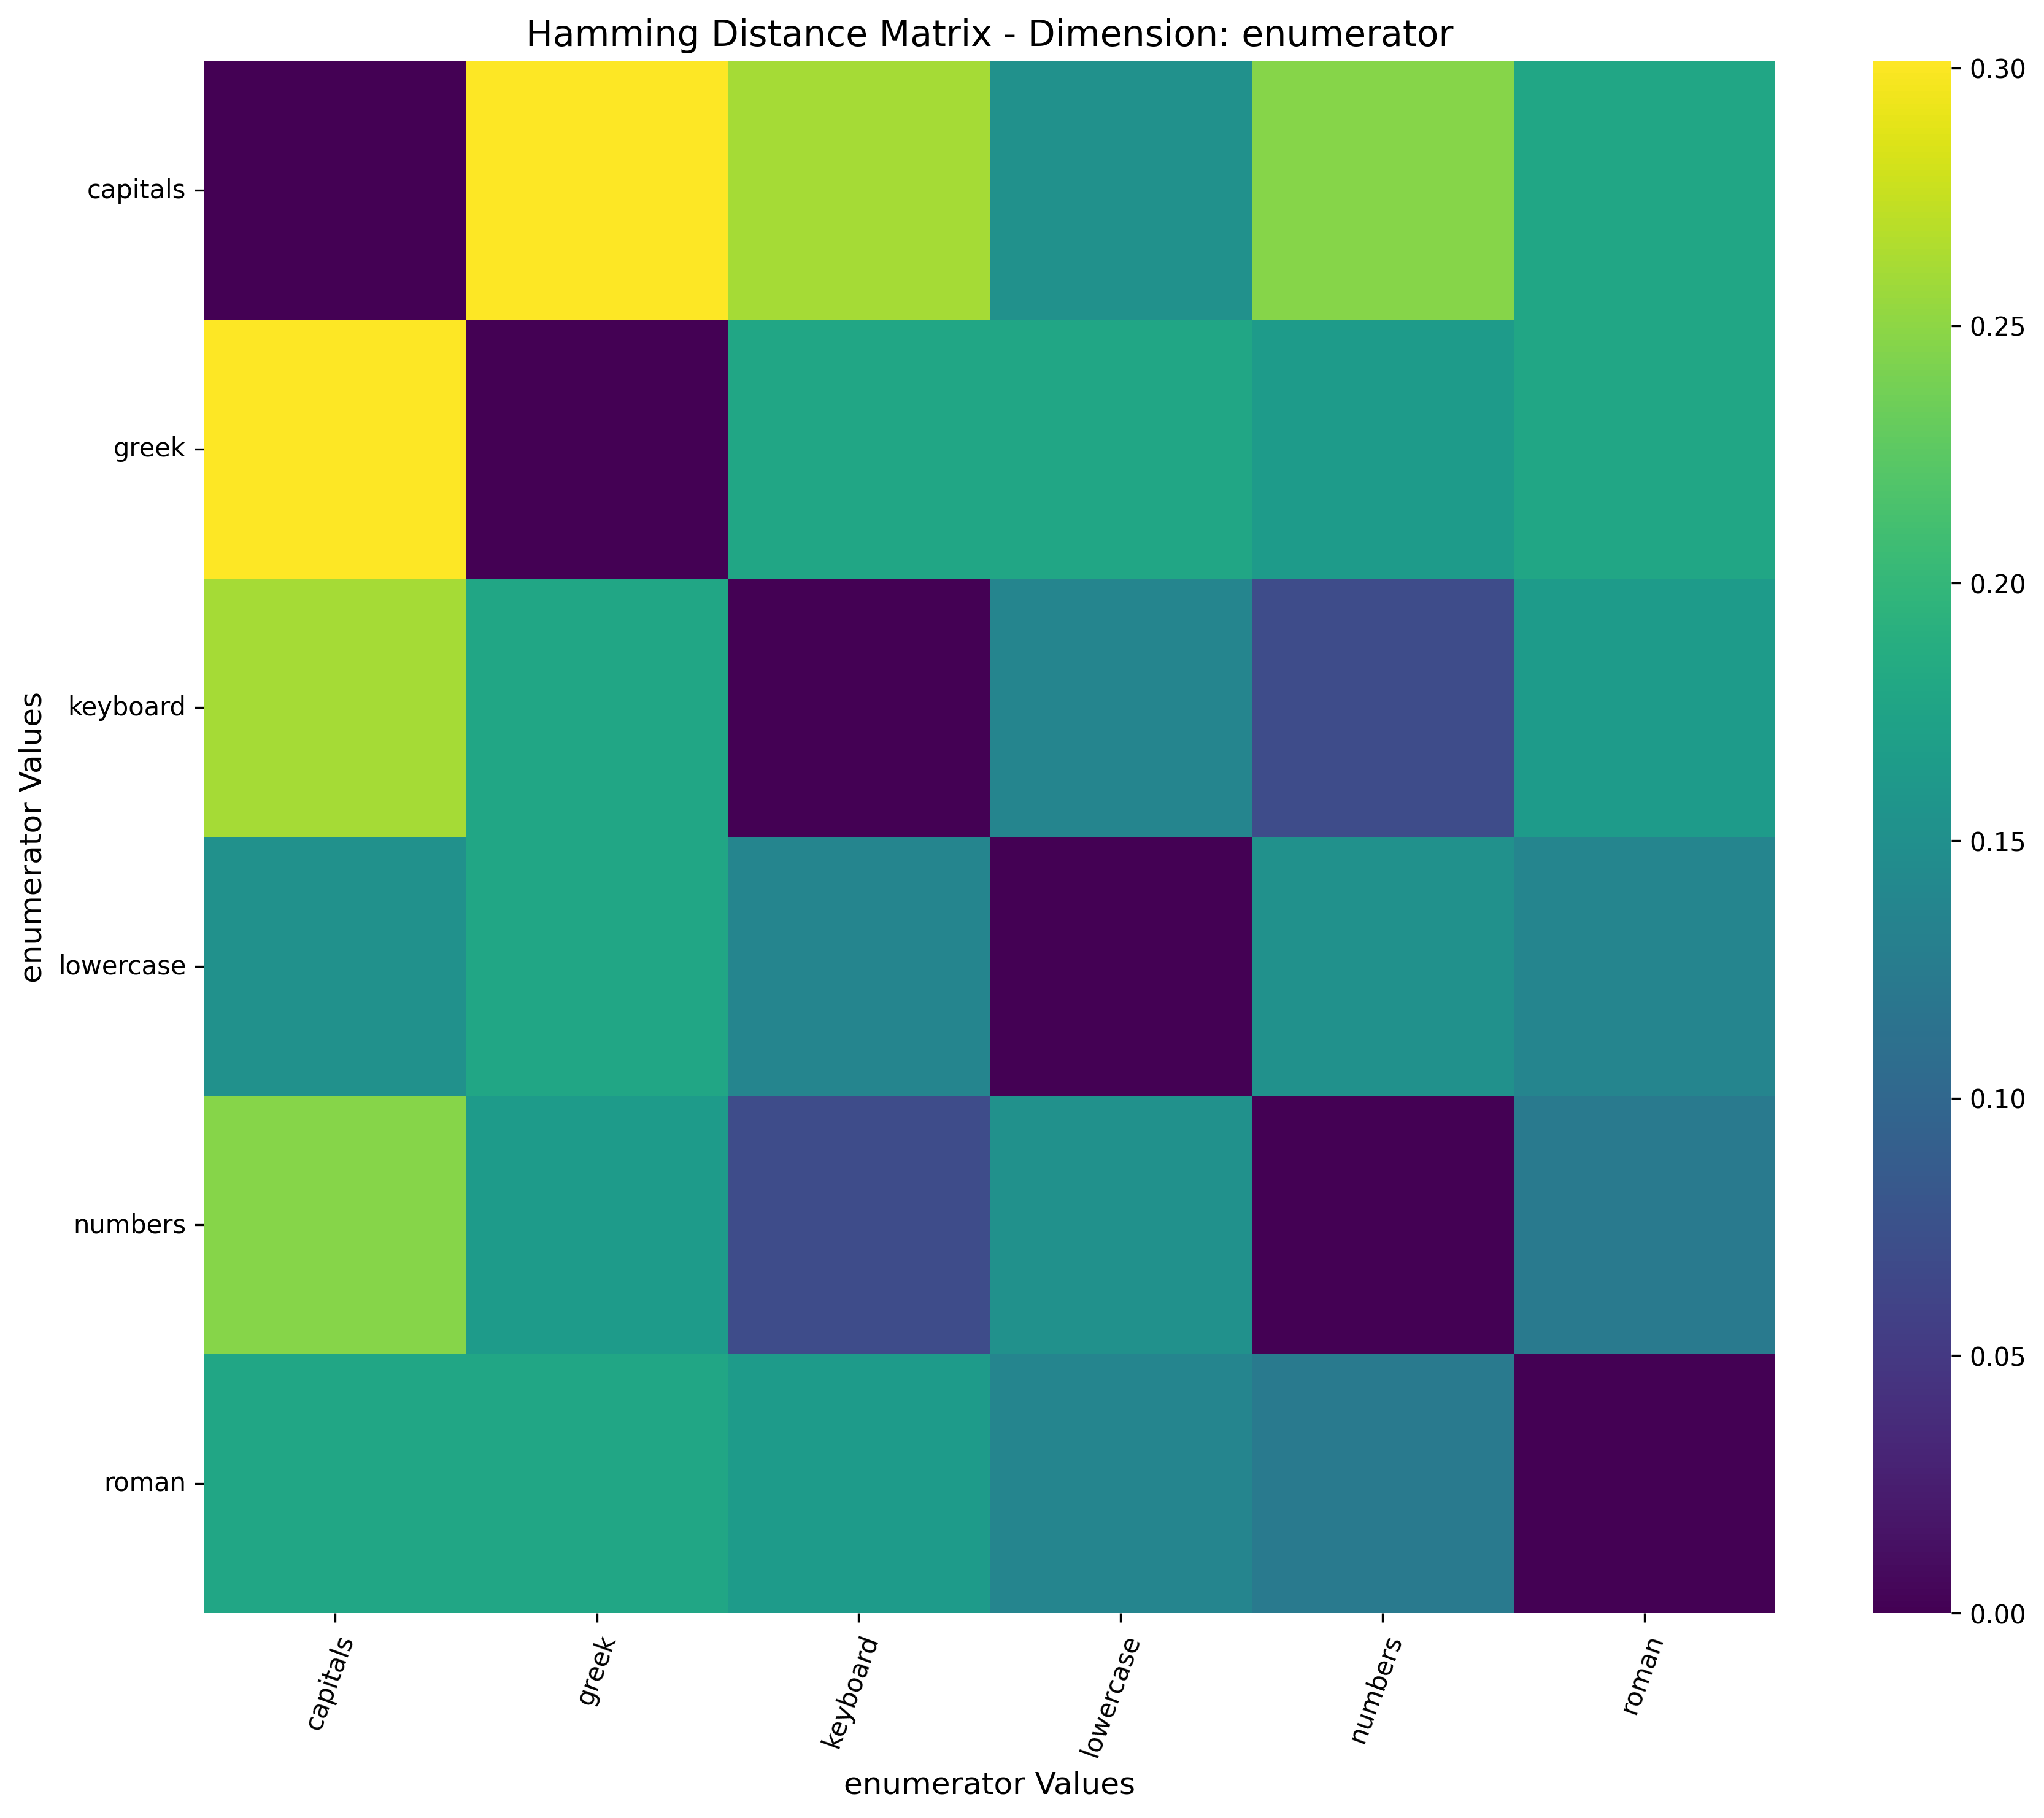 Hamming Distance Matrix - Dimension: enumerator
enumerator Values
capitals
greek
keyboard
lowercase
numbers
roman
capitals
greek
keyboard
lowercase
numbers
roman
enumerator Values
0.30
0.25
0.20
0.15
0.10
0.05
0.00